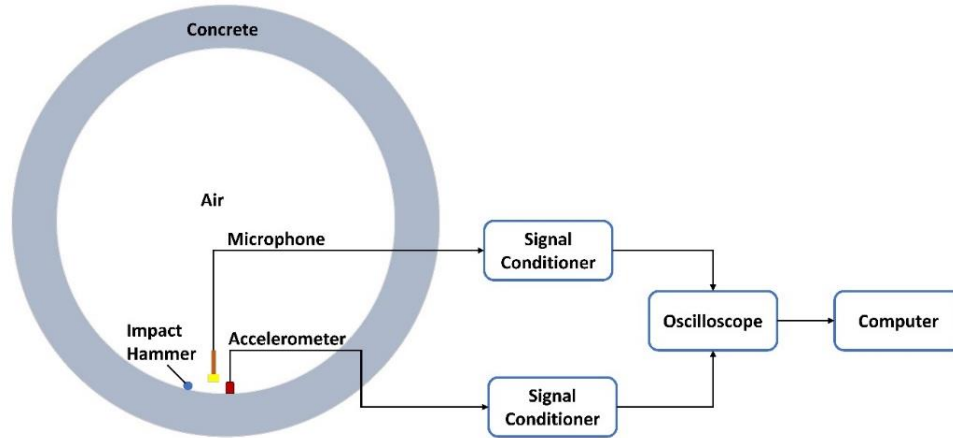 Concrete
Air
Microphone
Signal
Conditioner
Impact
Hammer
Accelerometer
Oscilloscope
Computer
Signal
Conditioner